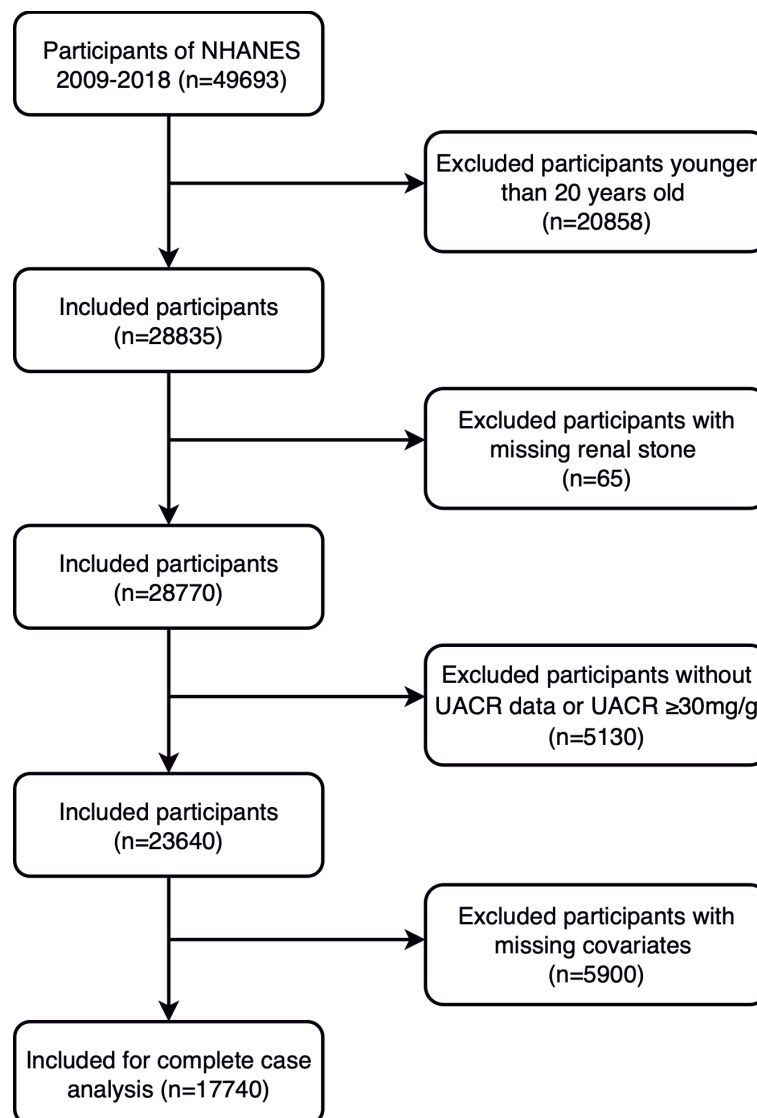 Participants of NHANES
2009-2018 (n=49693)
Excluded participants younger
than 20 years old
(n=20858)
Included participants
(n=28835)
Excluded participants with
missing renal stone
(n=65)
Included participants
(n=28770)
Excluded participants without
UACR data or UACR ≥30mg/g
(n=5130)
Included participants
(n=23640)
Excluded participants with
missing covariates
(n=5900)
Included for complete case
analysis (n=17740)